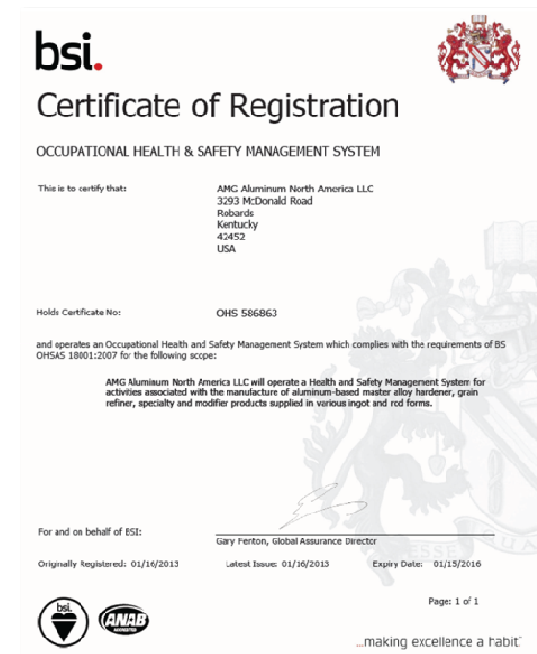 bsi.
Certificate of Registration
OCCUPATIONAL HEALTH & SAFETY MANAGEMENT SYSTEM
This is to certify that: AMG Aluminum North America LLC
3293 McDonald Road
Robards
Kentucky
42452
USA
Holds Certificate No: OHS 586863
and operates an Occupational Health and Safety Management System which complies with the requirements of BS
OHSAS 18001:2007 for the following scope:
AMG Aluminum North America LLC will operate a Health and Safety Management System for
activities associated with the manufacture of aluminum-based master alloy hardener, grain
refiner, specialty and modifier products supplied in various ingot and rod forms.
For and on behalf of BSI:
Gary Fenton, Global Assurance Director
Originally Registered: 01/16/2013 Latest Issue: 01/16/2013 Expiry Date: 01/15/2016
Page: 1 of 1
bsi.
ANAB
ACCREDITED
...making excellence a habit™